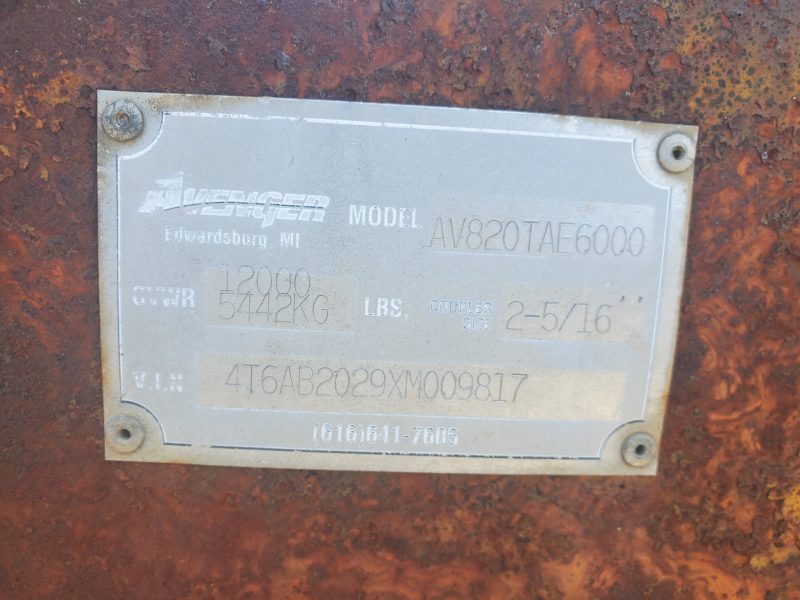 AVENGER
Edwardsburg, MI
MODEL AV820TAE6000
GVWR 12000 5442KG LBS. COUPLER SIZE 2-5/16''
V.I.N 4T6AB2029XM009817
(616)641-7605